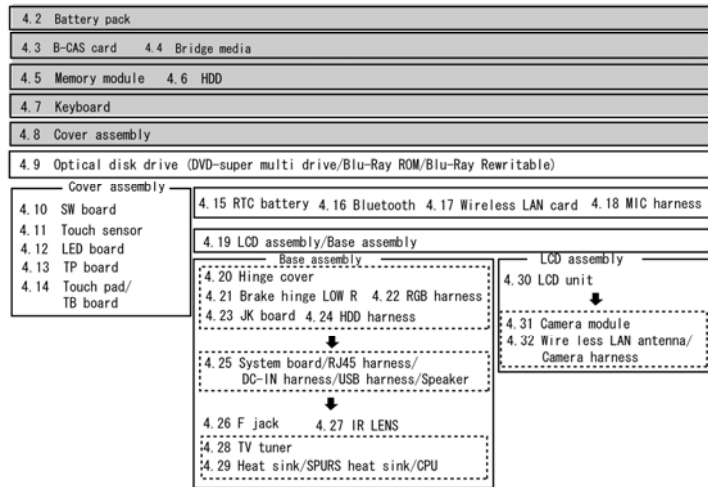 4.2 Battery pack
4.3 B-CAS card 4.4 Bridge media
4.5 Memory module 4.6 HDD
4.7 Keyboard
4.8 Cover assembly
4.9 Optical disk drive (DVD-super multi drive/Blu-Ray ROM/Blu-Ray Rewritable)
Cover assembly
4.10 SW board
4.11 Touch sensor
4.12 LED board
4.13 TP board
4.14 Touch pad/
TB board
4.15 RTC battery 4.16 Bluetooth 4.17 Wireless LAN card 4.18 MIC harness
4.19 LCD assembly/Base assembly
Base assembly
4.20 Hinge cover
4.21 Brake hinge LOW R 4.22 RGB harness
4.23 JK board 4.24 HDD harness
4.25 System board/RJ45 harness/
DC-IN harness/USB harness/Speaker
4.26 F jack 4.27 IR LENS
4.28 TV tuner
4.29 Heat sink/SPURS heat sink/CPU
LCD assembly
4.30 LCD unit
4.31 Camera module
4.32 Wire less LAN antenna/
Camera harness